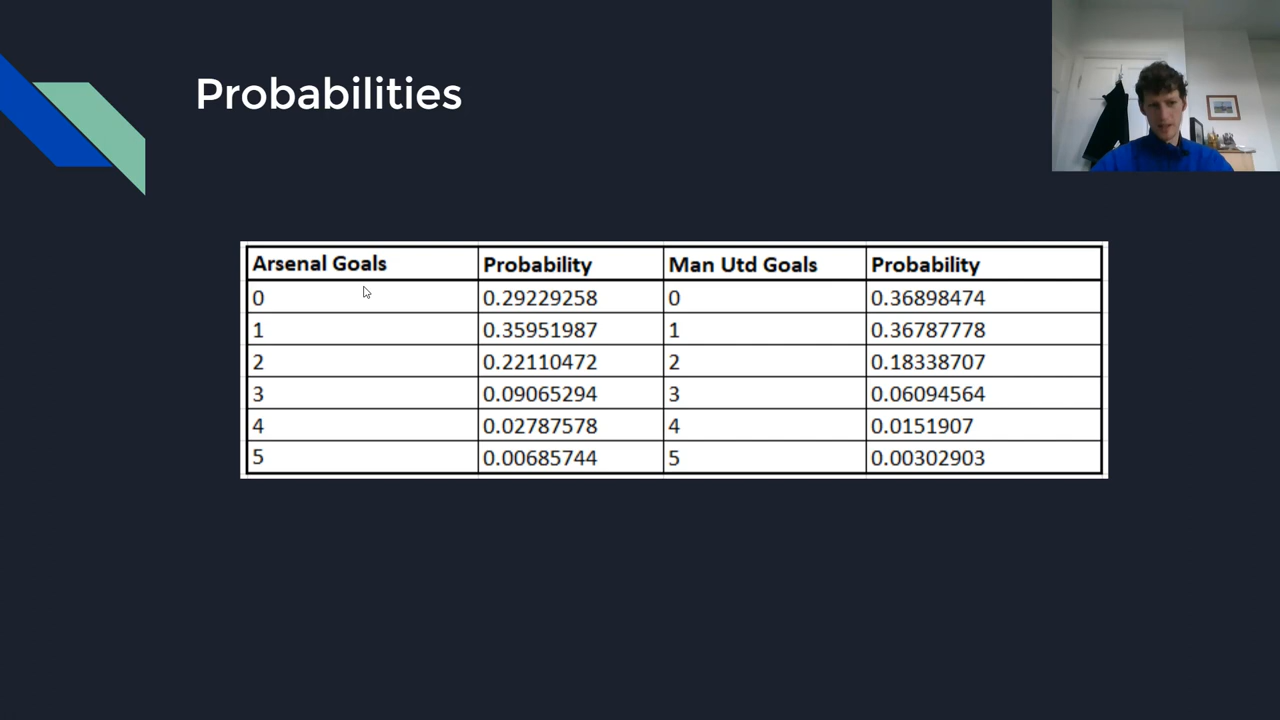 Probabilities
Arsenal Goals Probability Man Utd Goals Probability
0 0.29229258 0 0.36898474
1 0.35951987 1 0.36787778
2 0.22110472 2 0.18338707
3 0.09065294 3 0.06094564
4 0.02787578 4 0.0151907
5 0.00685744 5 0.00302903